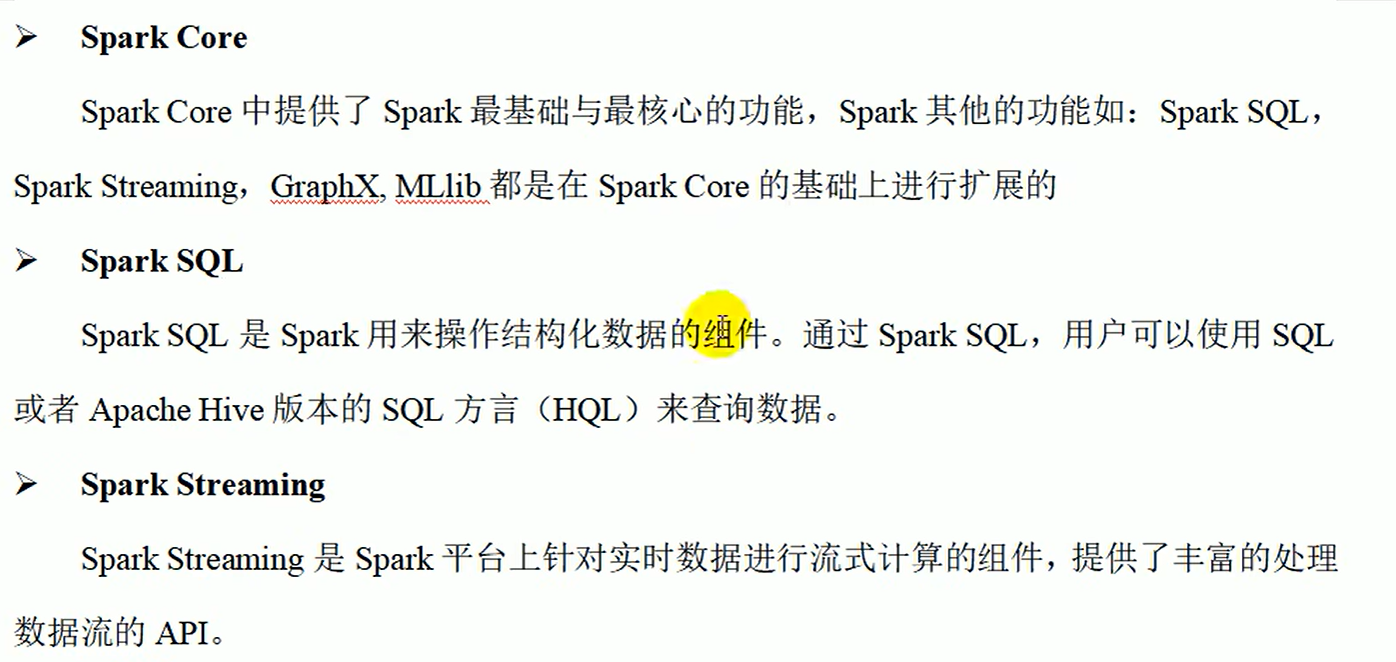 ➢ Spark Core
Spark Core 中提供了 Spark 最基础与最核心的功能，Spark 其他的功能如：Spark SQL，
Spark Streaming，GraphX, MLlib 都是在 Spark Core 的基础上进行扩展的
➢ Spark SQL
Spark SQL 是 Spark 用来操作结构化数据的组件。通过 Spark SQL，用户可以使用 SQL
或者 Apache Hive 版本的 SQL 方言（HQL）来查询数据。
➢ Spark Streaming
Spark Streaming 是 Spark 平台上针对实时数据进行流式计算的组件，提供了丰富的处理
数据流的 API。